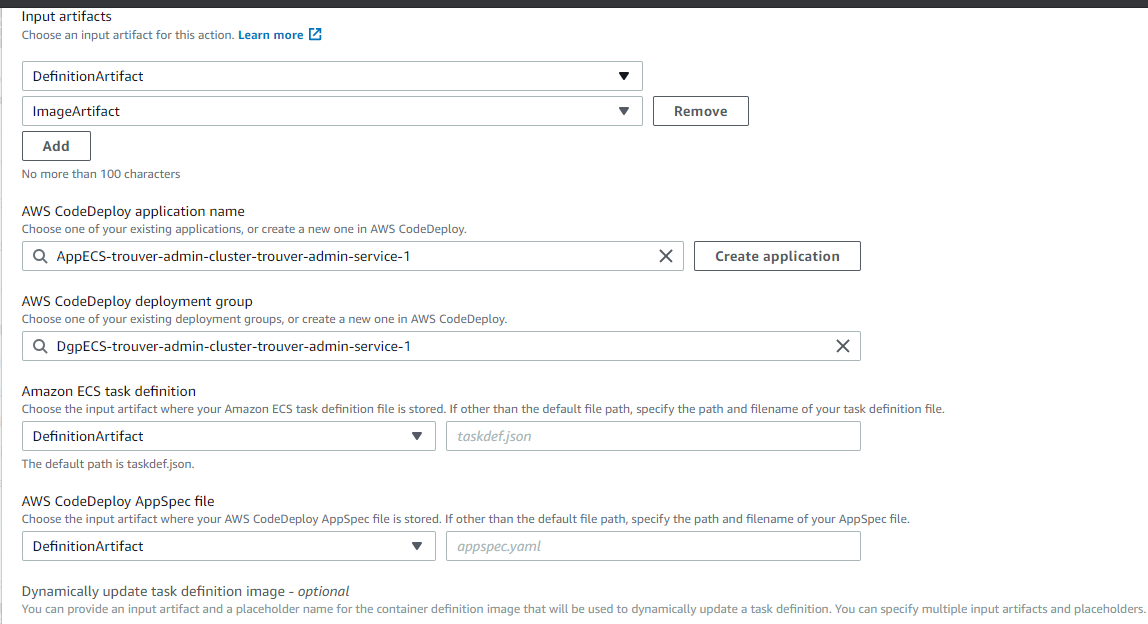 Input artifacts
Choose an input artifact for this action. Learn more
DefinitionArtifact
ImageArtifact
Remove
Add
No more than 100 characters
AWS CodeDeploy application name
Choose one of your existing applications, or create a new one in AWS CodeDeploy.
AppECS-trouver-admin-cluster-trouver-admin-service-1
Create application
AWS CodeDeploy deployment group
Choose one of your existing deployment groups, or create a new one in AWS CodeDeploy.
DgpECS-trouver-admin-cluster-trouver-admin-service-1
Amazon ECS task definition
Choose the input artifact where your Amazon ECS task definition file is stored. If other than the default file path, specify the path and filename of your task definition file.
DefinitionArtifact
taskdef.json
The default path is taskdef.json.
AWS CodeDeploy AppSpec file
Choose the input artifact where your AWS CodeDeploy AppSpec file is stored. If other than the default file path, specify the path and filename of your AppSpec file.
DefinitionArtifact
appspec.yaml
Dynamically update task definition image - optional
You can provide an input artifact and a placeholder name for the container definition image that will be used to dynamically update a task definition. You can specify multiple input artifacts and placeholders.